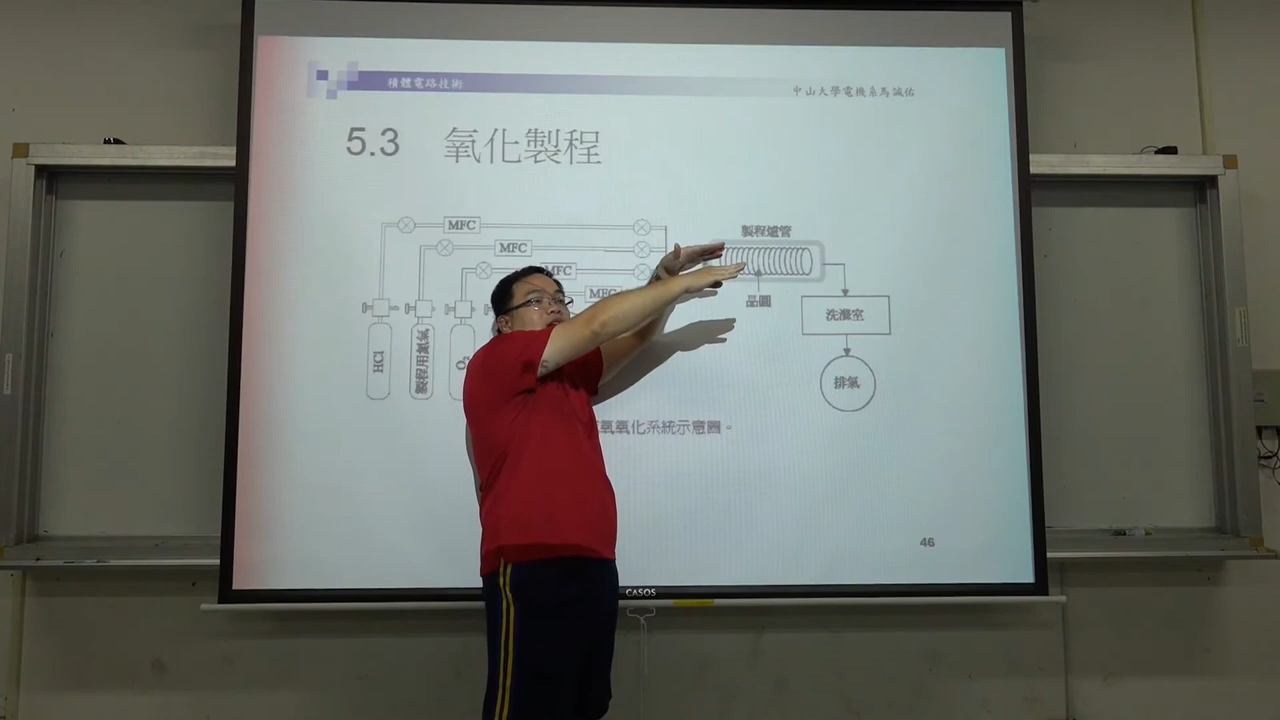 積體電路技術
中山大學電機系馬誠佑
5.3 氧化製程
MFC
MFC
MFC
MFC
製程爐管
晶圓
洗滌室
排氣
HCl
製程用氮氣
O₂
氧氧化系統示意圖。
46
CASOS